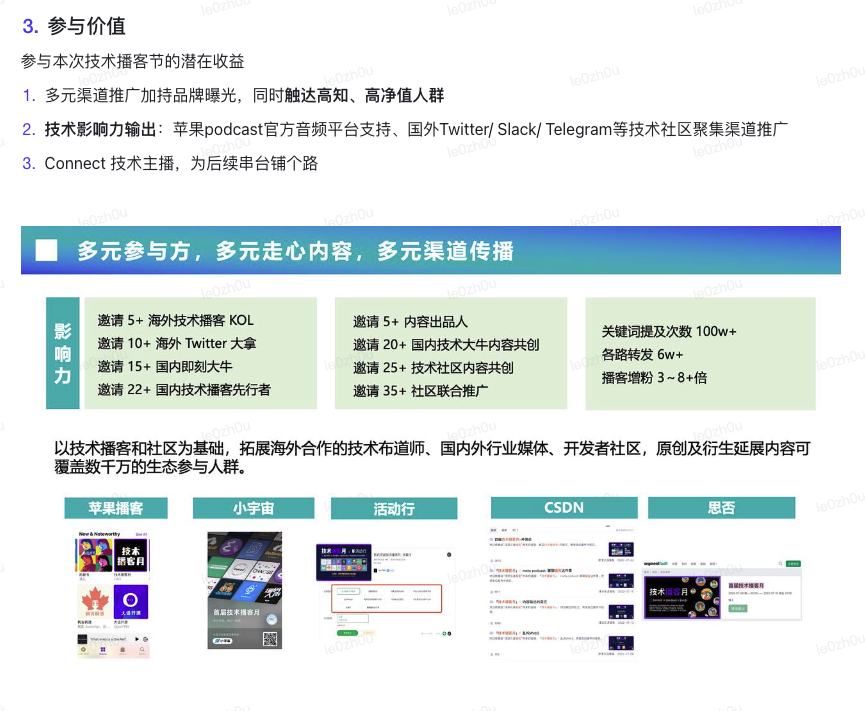 3. 参与价值
参与本次技术播客节的潜在收益
1. 多元渠道推广加持品牌曝光，同时触达高知、高净值人群
2. 技术影响力输出：苹果podcast官方音频平台支持、国外Twitter/ Slack/ Telegram等技术社区聚集渠道推广
3. Connect 技术主播，为后续串台铺个路
多元参与方，多元走心内容，多元渠道传播
影响力
邀请 5+ 海外技术播客 KOL
邀请 10+ 海外 Twitter 大拿
邀请 15+ 国内即刻大牛
邀请 22+ 国内技术播客先行者
邀请 5+ 内容出品人
邀请 20+ 国内技术大牛内容共创
邀请 25+ 技术社区内容共创
邀请 35+ 社区联合推广
关键词提及次数 100w+
各路转发 6w+
播客增粉 3～8+倍
以技术播客和社区为基础，拓展海外合作的技术布道师、国内外行业媒体、开发者社区，原创及衍生延展内容可
覆盖数千万的生态参与人群。
苹果播客
小宇宙
活动行
CSDN
思否
New & Noteworthy
See All
技术
播客月
首届技术播客月
小宇宙
技术播客月
首届技术播客月
le0zh0u